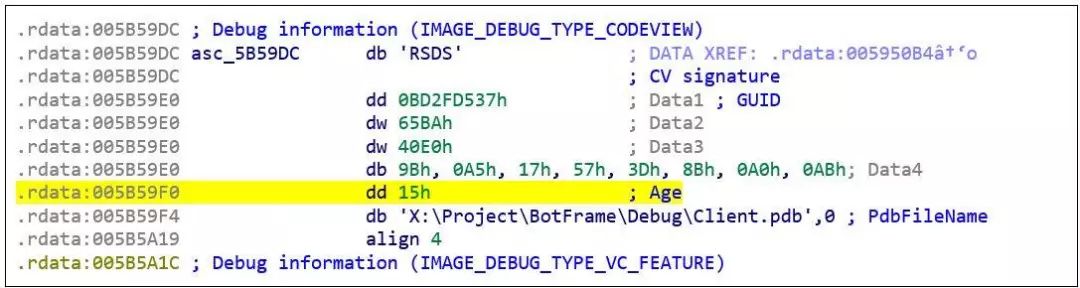 .rdata:005B59DC ; Debug information (IMAGE_DEBUG_TYPE_CODEVIEW)
.rdata:005B59DC asc_5B59DC db 'RSDS' ; DATA XREF: .rdata:005950B4â†‘o
.rdata:005B59DC ; CV signature
.rdata:005B59E0 dd 0BD2FD537h ; Data1 ; GUID
.rdata:005B59E0 dw 65BAh ; Data2
.rdata:005B59E0 dw 40E0h ; Data3
.rdata:005B59E0 db 9Bh, 0A5h, 17h, 57h, 3Dh, 8Bh, 0A0h, 0ABh; Data4
.rdata:005B59F0 dd 15h ; Age
.rdata:005B59F4 db 'X:\Project\BotFrame\Debug\Client.pdb',0 ; PdbFileName
.rdata:005B5A19 align 4
.rdata:005B5A1C ; Debug information (IMAGE_DEBUG_TYPE_VC_FEATURE)